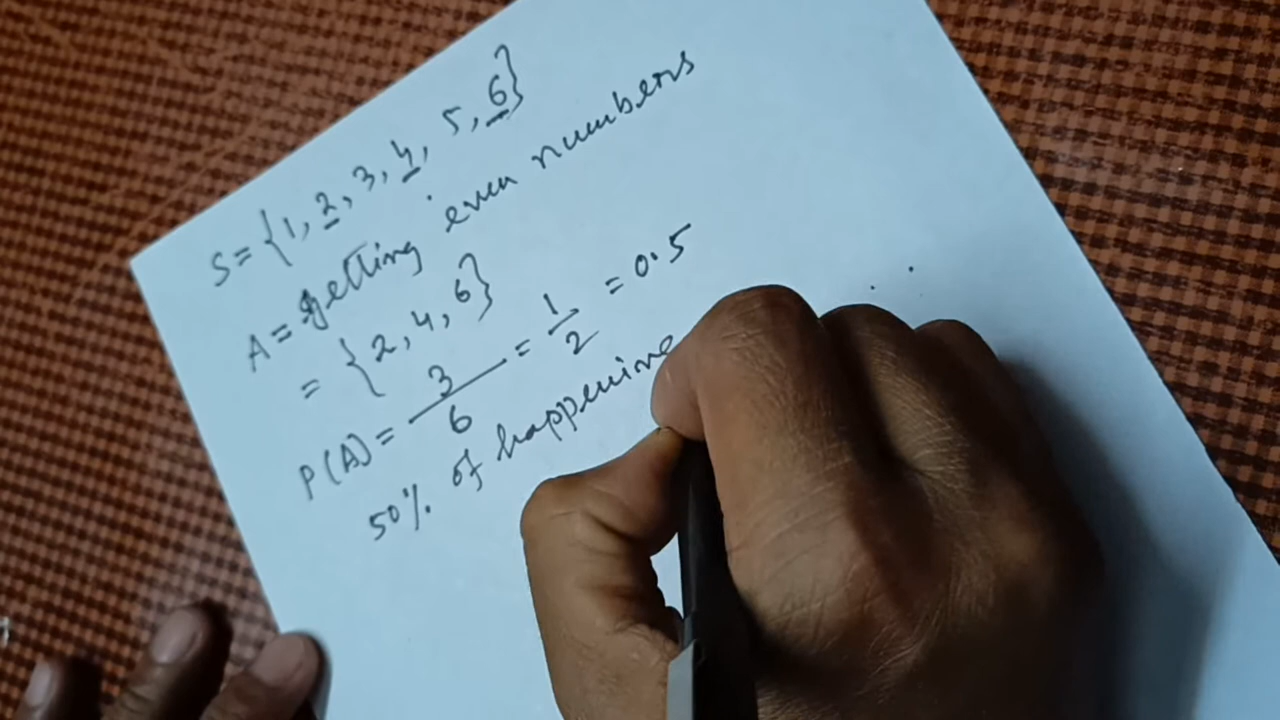 S = {1, 2, 3, 4, 5, 6}
A = getting even numbers
= {2, 4, 6}
P(A) = 3/6 = 1/2 = 0.5
50% of happening